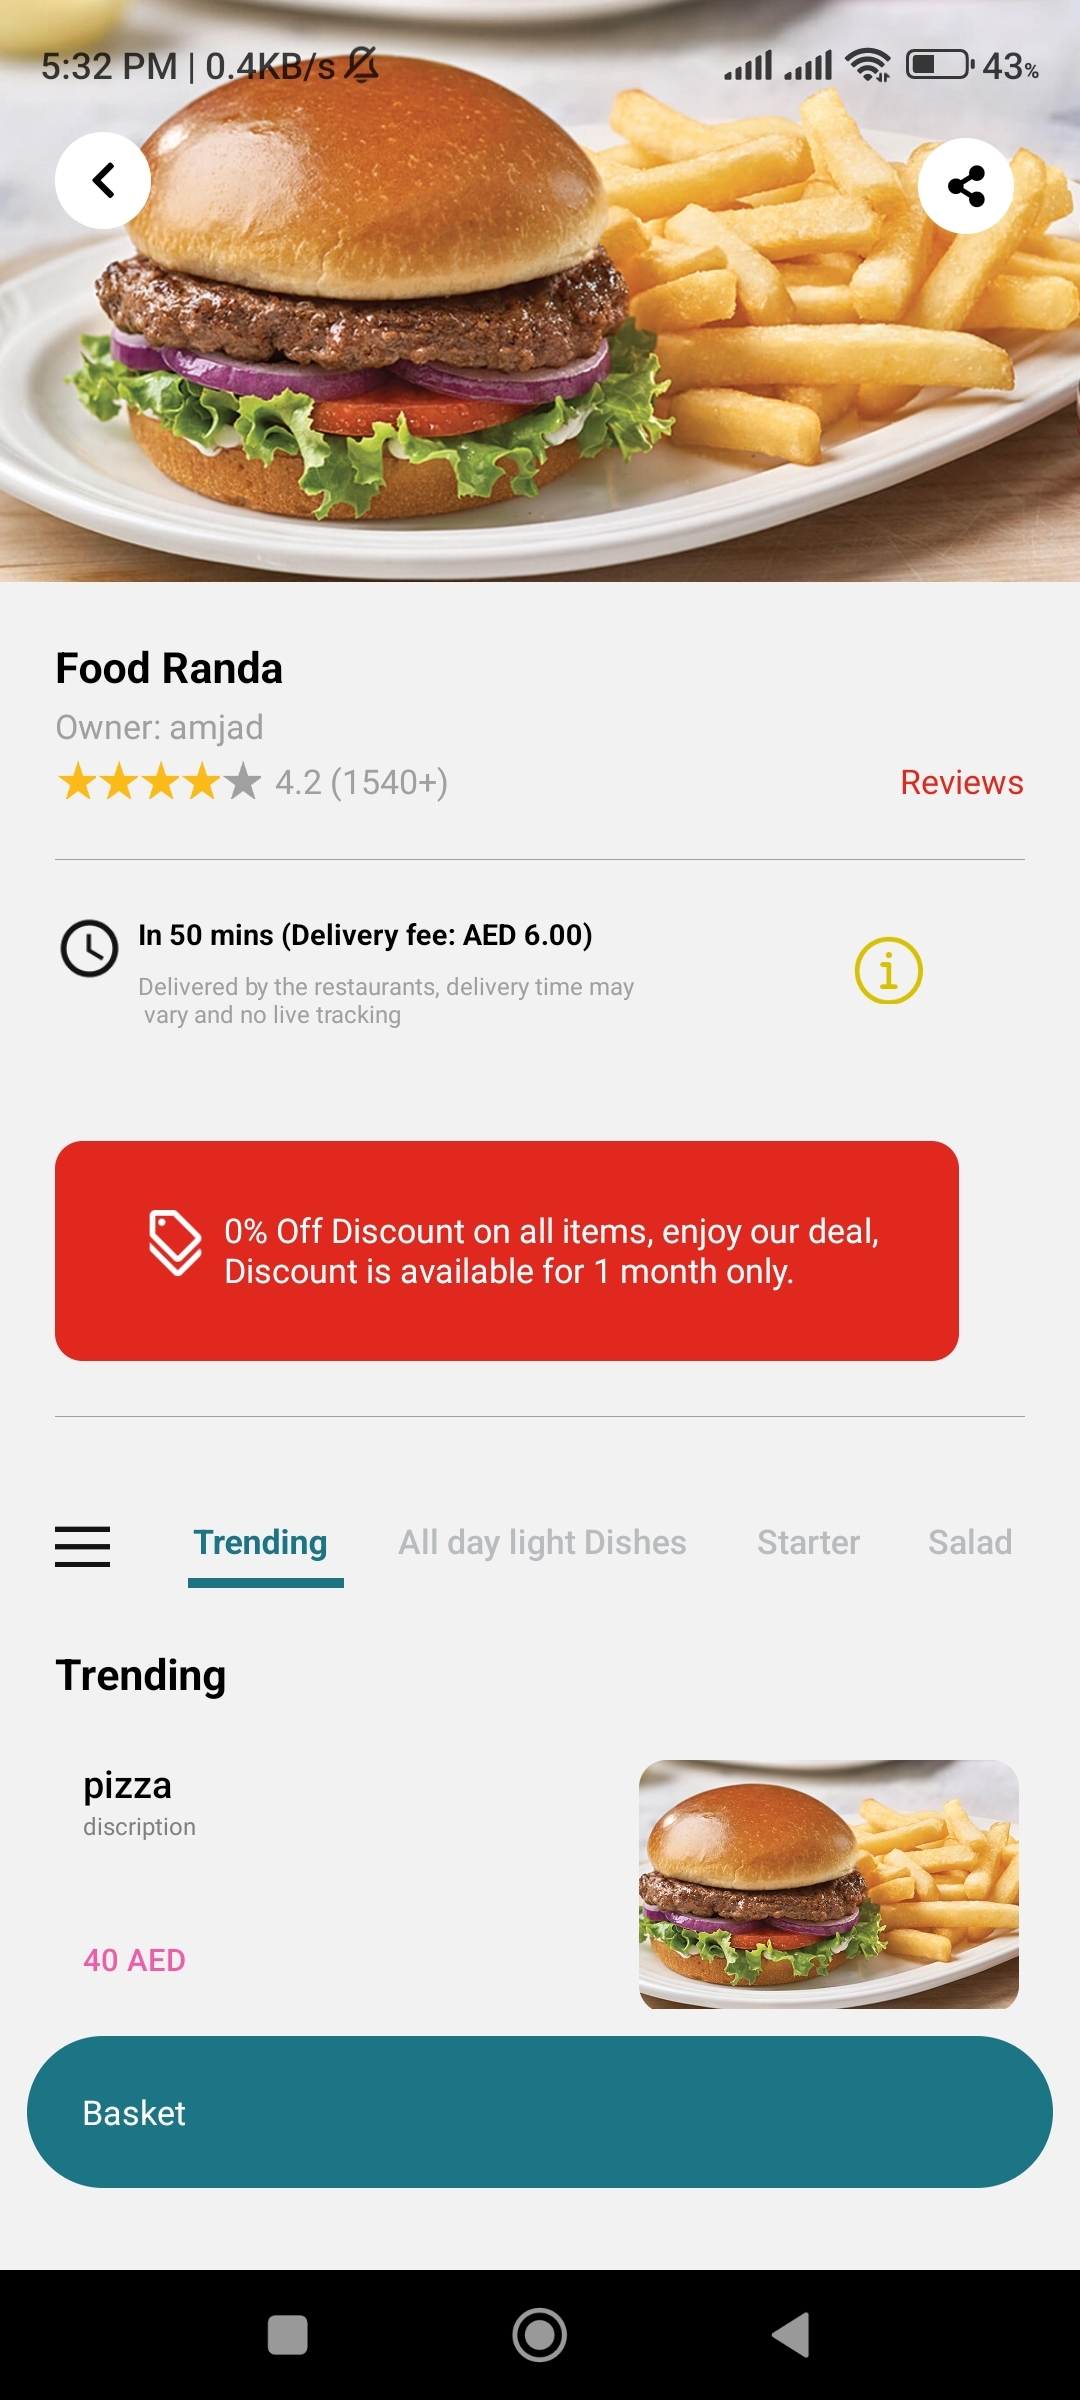 5:32 PM | 0.4KB/s
43%
Food Randa
Owner: amjad
4.2 (1540+)
Reviews
In 50 mins (Delivery fee: AED 6.00)
Delivered by the restaurants, delivery time may
vary and no live tracking
0% Off Discount on all items, enjoy our deal,
Discount is available for 1 month only.
Trending
All day light Dishes
Starter
Salad
Trending
pizza
discription
40 AED
Basket